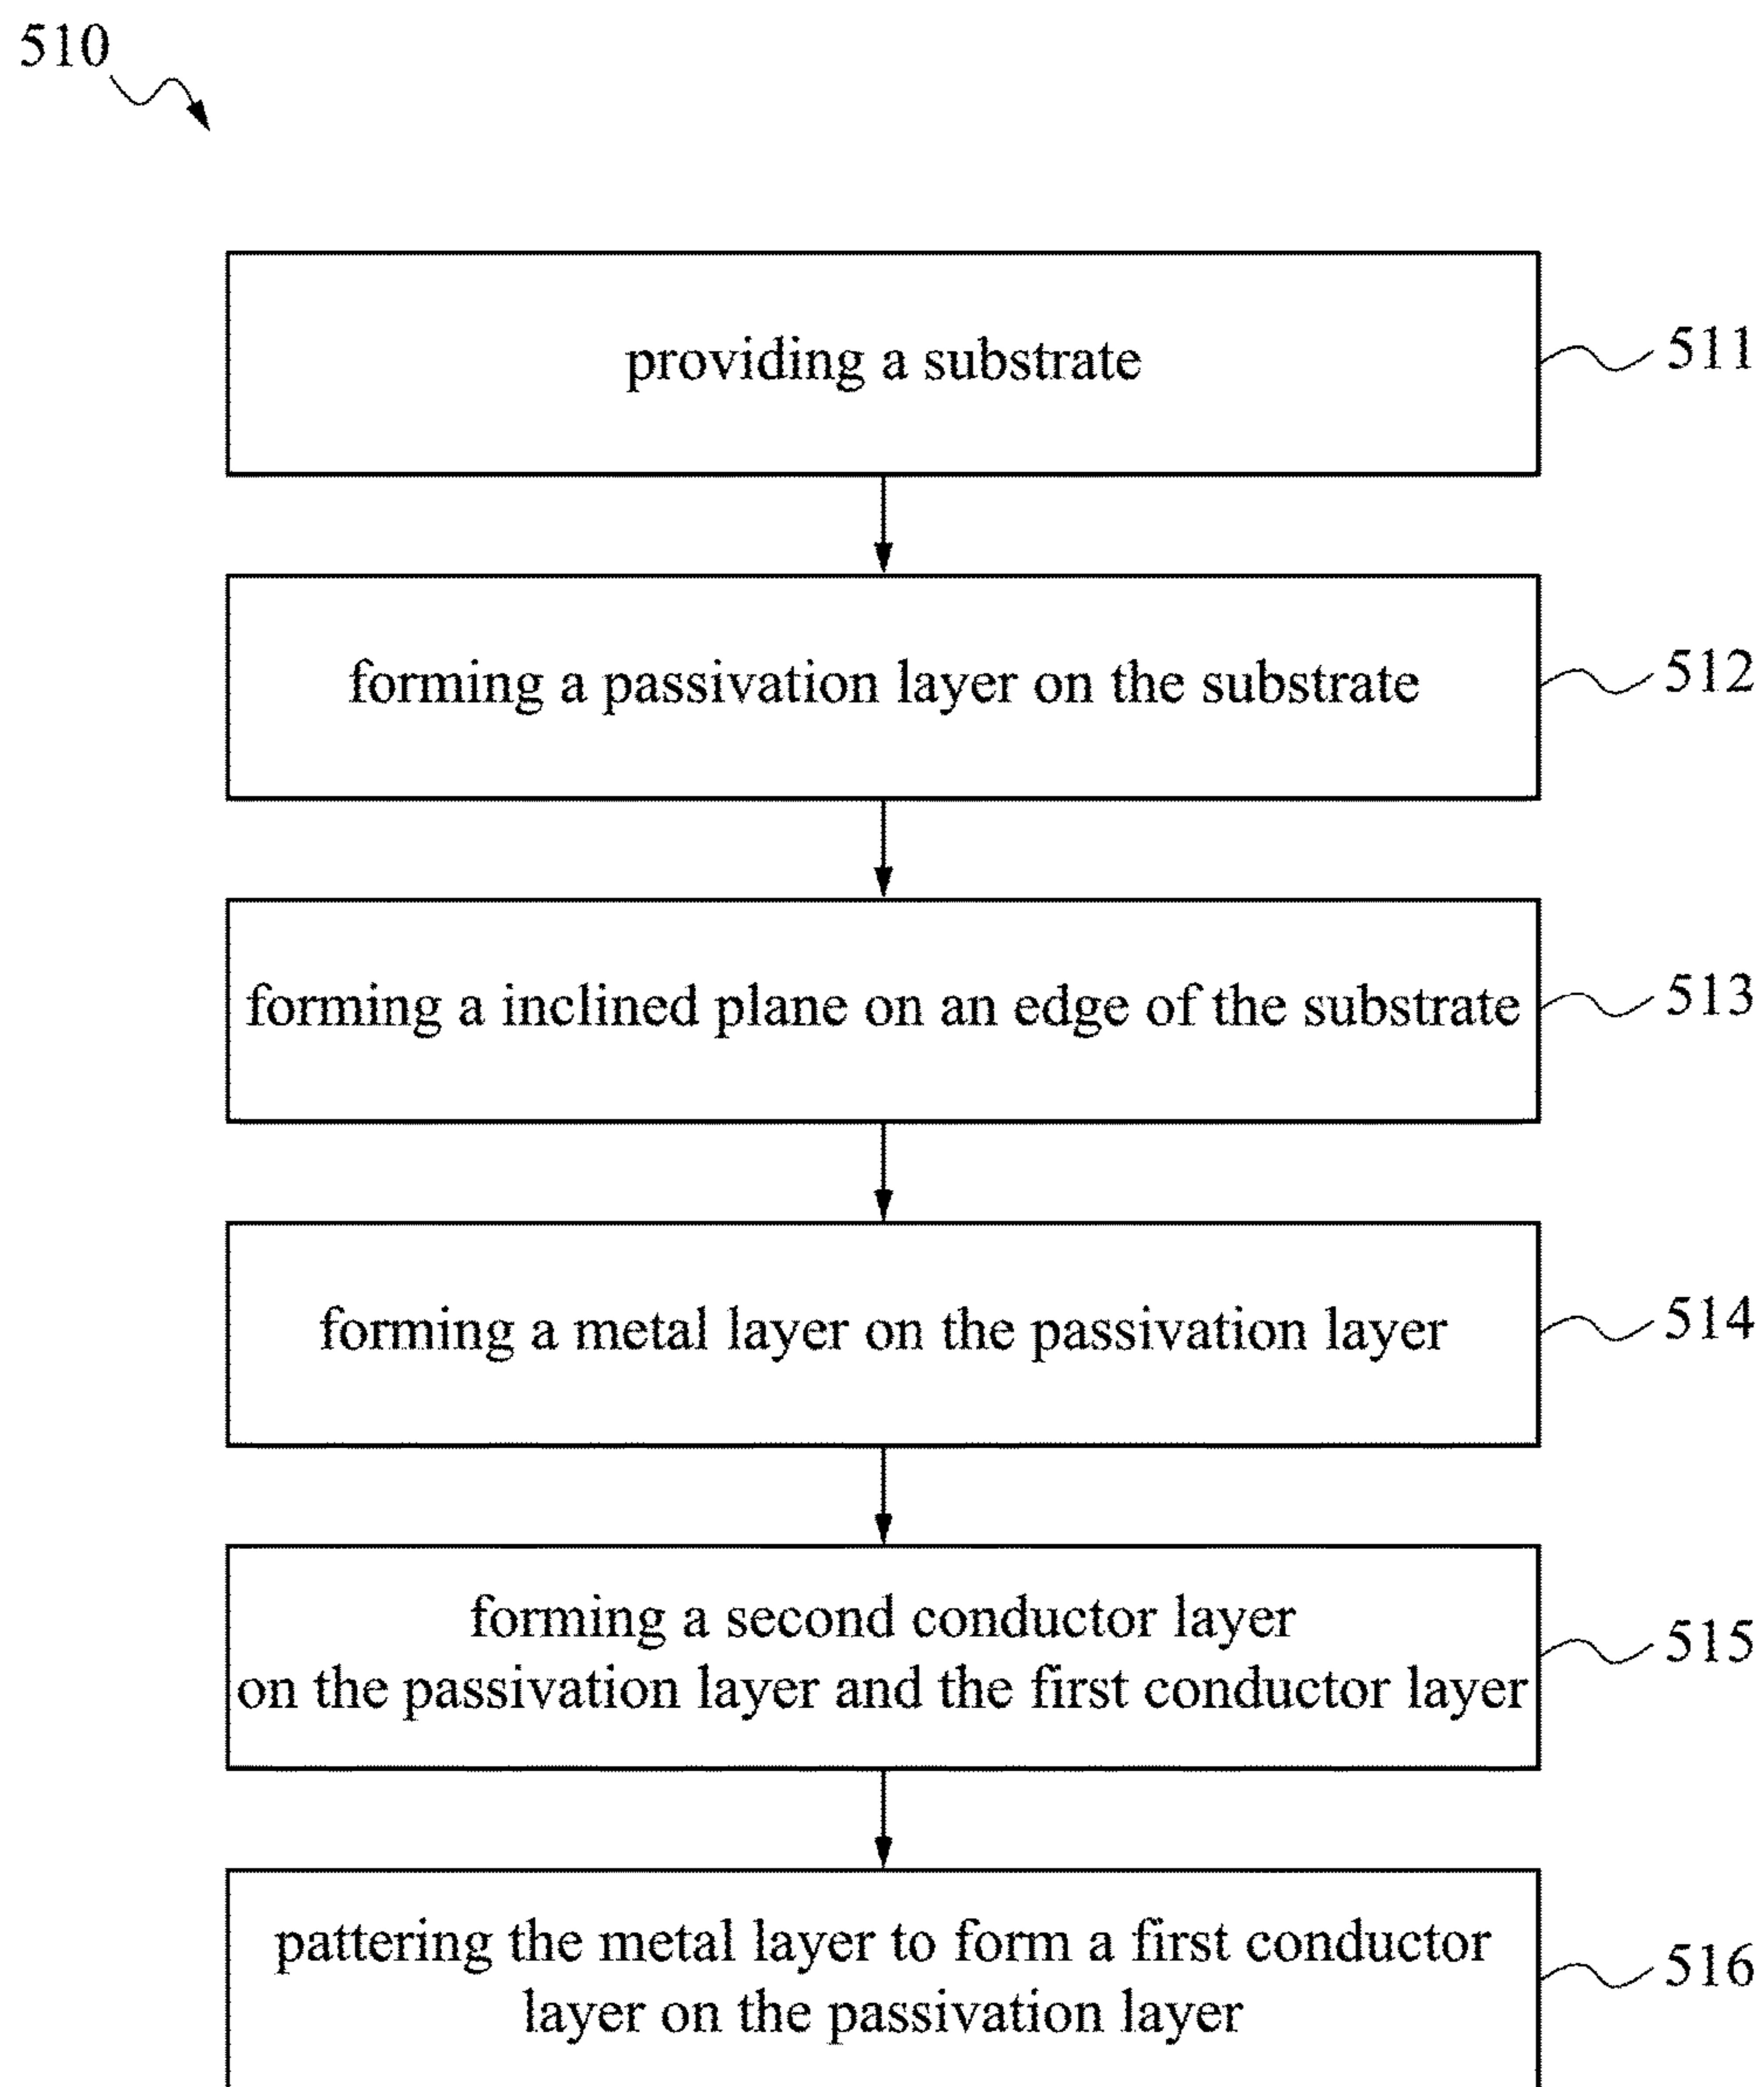 510
providing a substrate
511
forming a passivation layer on the substrate
512
forming a inclined plane on an edge of the substrate
513
forming a metal layer on the passivation layer
514
forming a second conductor layer
on the passivation layer and the first conductor layer
515
pattering the metal layer to form a first conductor
layer on the passivation layer
516